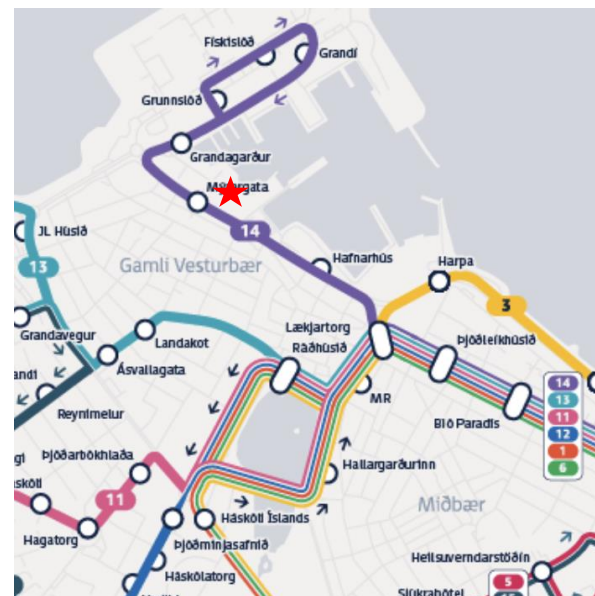 Fiskislóð
Grandi
Grunnslóð
Grandagarður
14
Hafnarhús
Harpa
JL Húsið
13
Gamli Vesturbær
3
Grandavegur
Landakot
Lækjartorg
Ráðhúsið
Þjóðleikhúsið
Ásvallagata
MR
14
13
11
12
1
6
Reynimelur
Bíó Paradís
Þjóðarbókhlaða
Hallargarðurinn
11
Miðbær
Háskóli Íslands
Hagatorg
Þjóðminjasafnið
Háskólatorg
Heilsuverndarstöðin
5
Sjúkrahótel